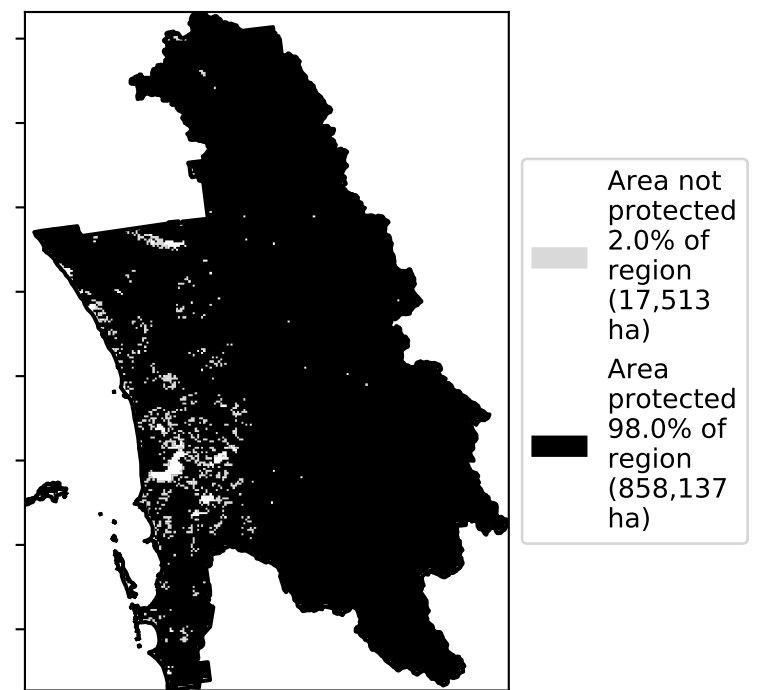 Area not
protected
2.0% of
region
(17,513
ha)
Area
protected
98.0% of
region
(858,137
ha)